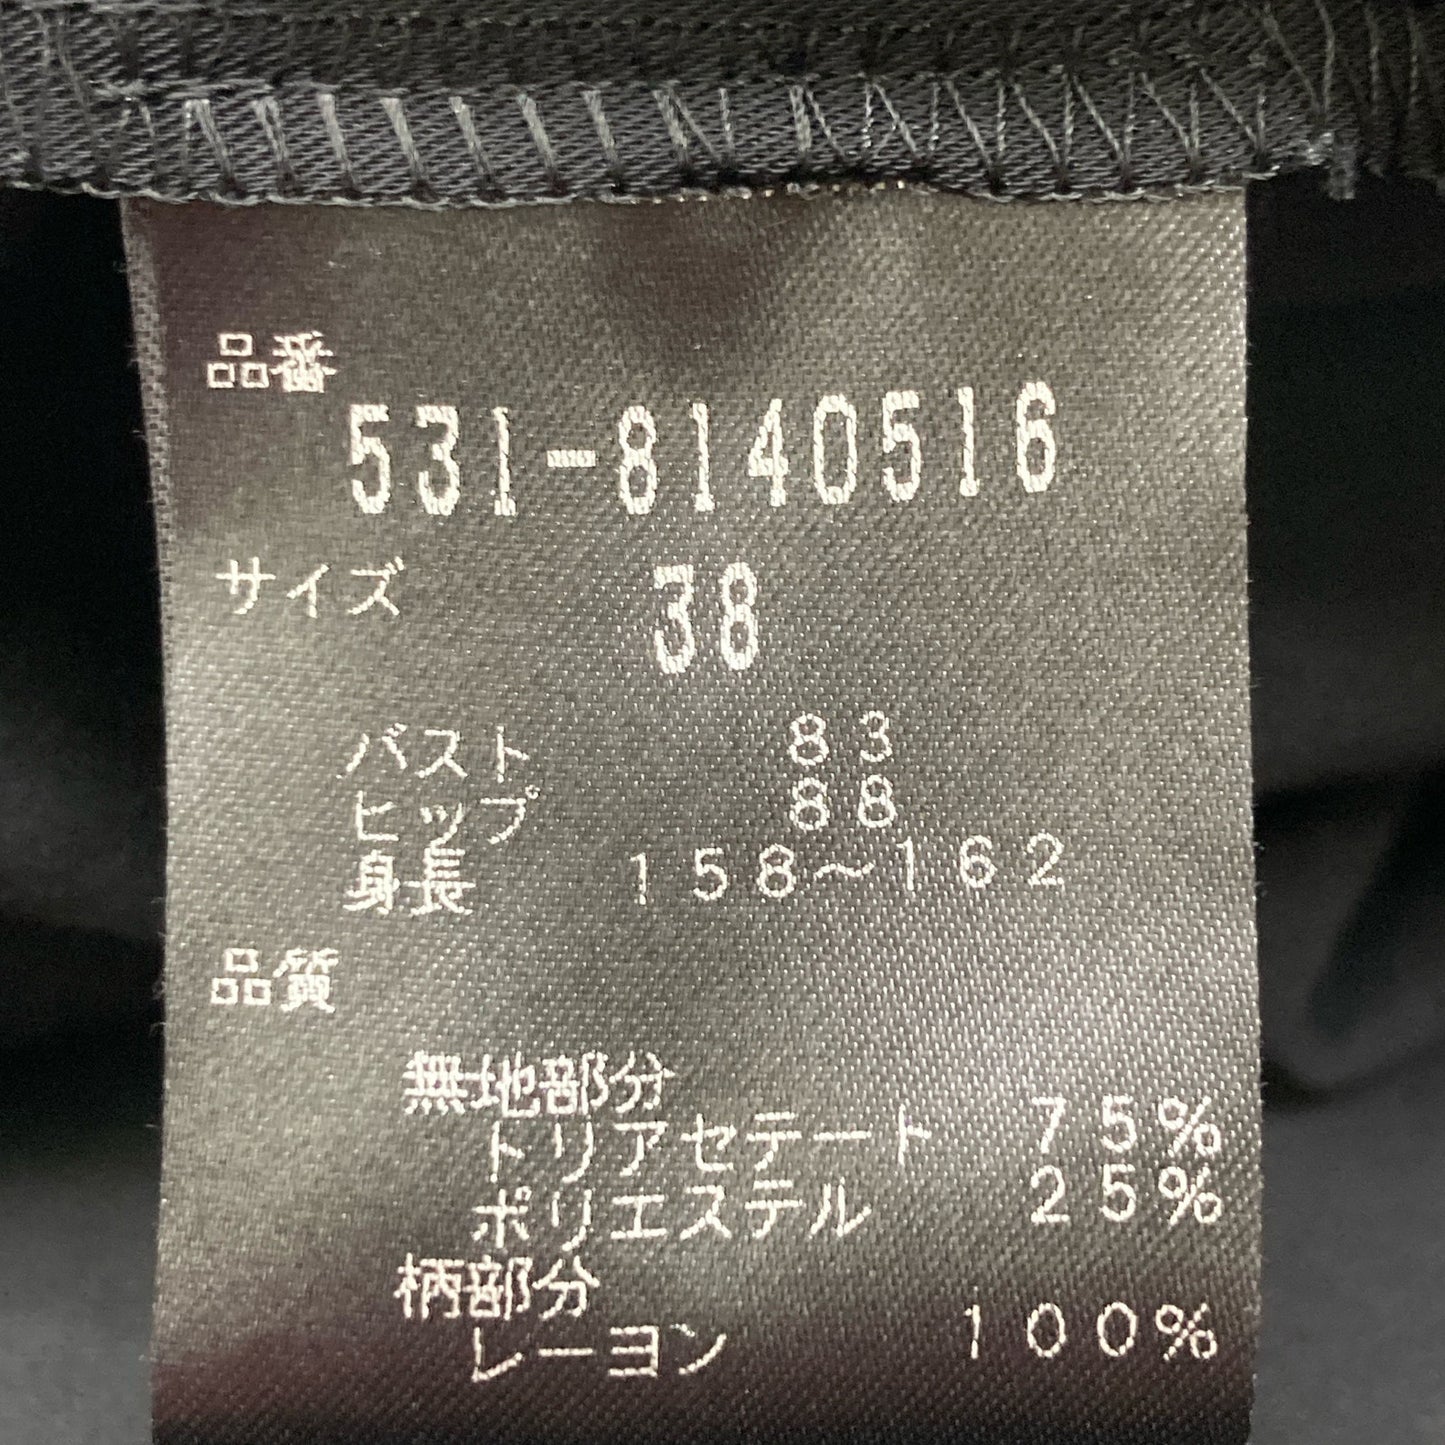 品番
531-8140516
サイズ 38
バスト 83
ヒップ 88
身長 158～162
品質
無地部分
トリアセテート 75%
ポリエステル 25%
柄部分
レーヨン 100%